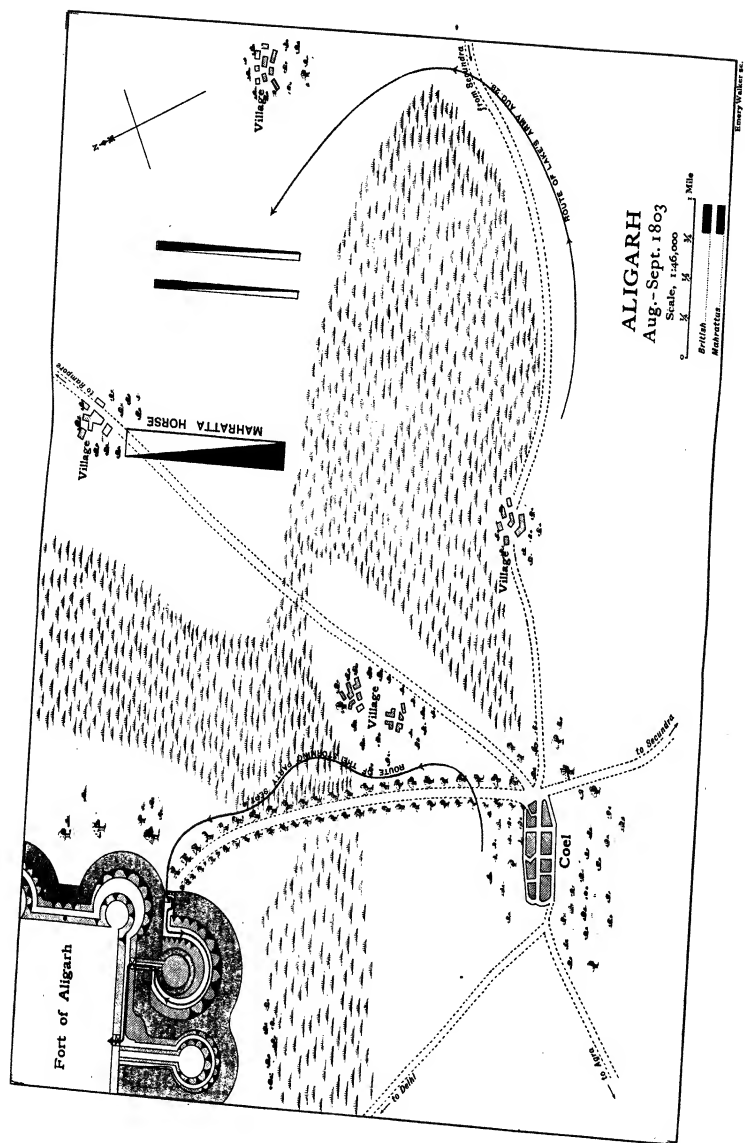 Fort of Aligarh
ROUTE OF THE STORMING PARTY
Village
to Rampore
Village
MAHRATTA HORSE
N
Village
from Secundra
ROUTE OF LAKE'S ARMY AUG 29.
Village
Coel
to Delhi
to Agra
to Secundra
ALIGARH
Aug.-Sept. 1803
Scale, 1:46,000
0 ¼ ½ ¾ 1 Mile
British
Mahrattas
Emery Walker sc.